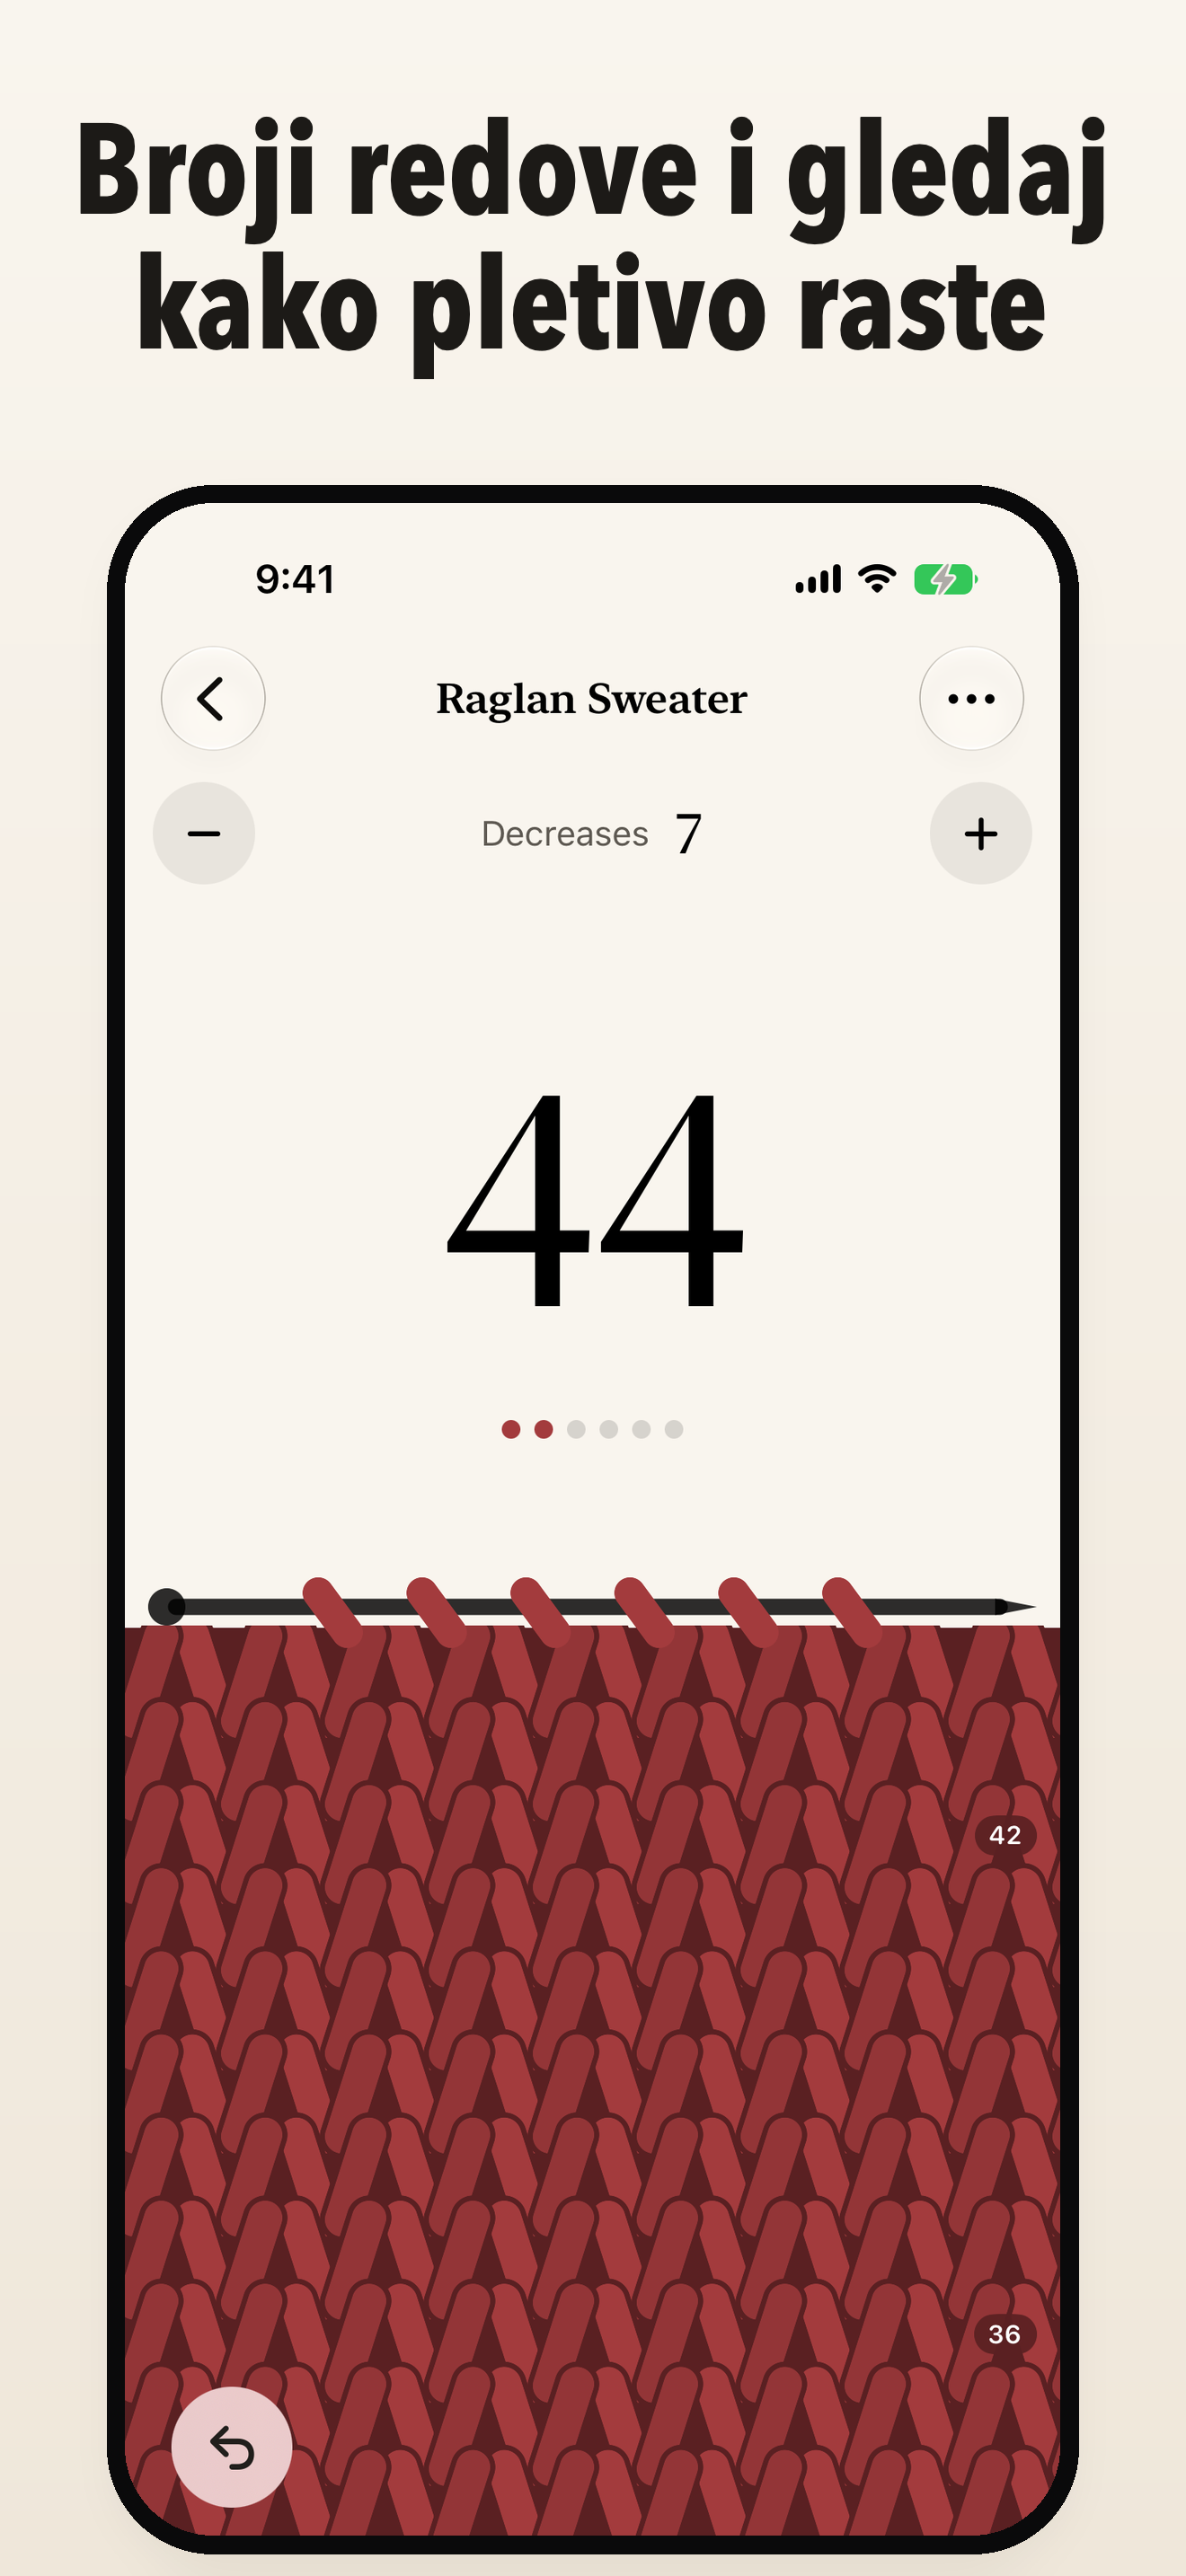 Broji redove i gledaj
kako pletivo raste
9:41
Raglan Sweater
Decreases 7
44
42
36